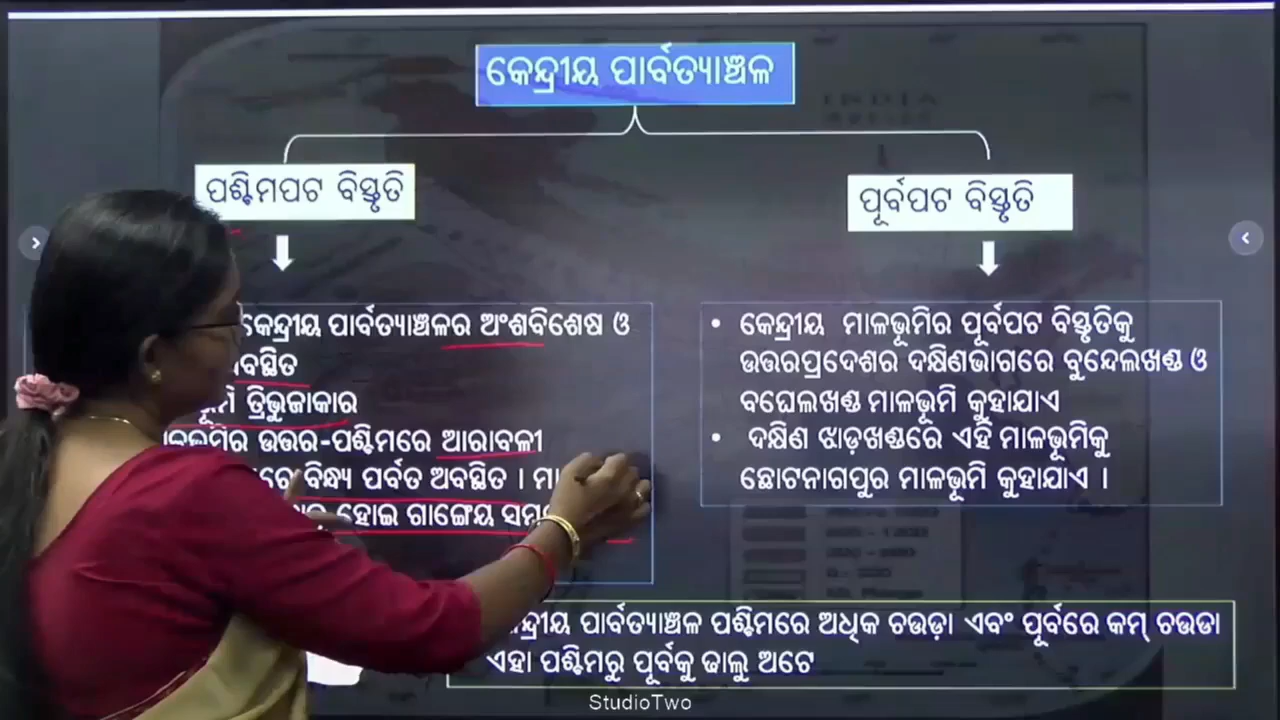 କେନ୍ଦ୍ରୀୟ ପାର୍ବତ୍ୟାଞ୍ଚଳ
ପଶ୍ଚିମପଟ ବିସ୍ତୃତି
ପୂର୍ବପଟ ବିସ୍ତୃତି
କେନ୍ଦ୍ରୀୟ ପାର୍ବତ୍ୟାଞ୍ଚଳର ଅଂଶବିଶେଷ ଓ
ତ୍ରିଭୁଜାକାର
ଉତ୍ତର-ପଶ୍ଚିମରେ ଆରାବଳୀ
ବିନ୍ଧ୍ୟ ପର୍ବତ ଅବସ୍ଥିତ ।
ହୋଇ ଗାଙ୍ଗେୟ
• କେନ୍ଦ୍ରୀୟ ମାଳଭୂମିର ପୂର୍ବପଟ ବିସ୍ତୃତିକୁ
ଉତ୍ତରପ୍ରଦେଶର ଦକ୍ଷିଣଭାଗରେ ବୁନ୍ଦେଲଖଣ୍ଡ ଓ
ବଘେଲଖଣ୍ଡ ମାଳଭୂମି କୁହାଯାଏ
• ଦକ୍ଷିଣ ଝାଡ଼ଖଣ୍ଡରେ ଏହି ମାଳଭୂମିକୁ
ଛୋଟନାଗପୁର ମାଳଭୂମି କୁହାଯାଏ ।
ପାର୍ବତ୍ୟାଞ୍ଚଳ ପଶ୍ଚିମରେ ଅଧିକ ଚଉଡ଼ା ଏବଂ ପୂର୍ବରେ କମ୍ ଚଉଡା
ଏହା ପଶ୍ଚିମରୁ ପୂର୍ବକୁ ଢାଲୁ ଅଟେ
StudioTwo